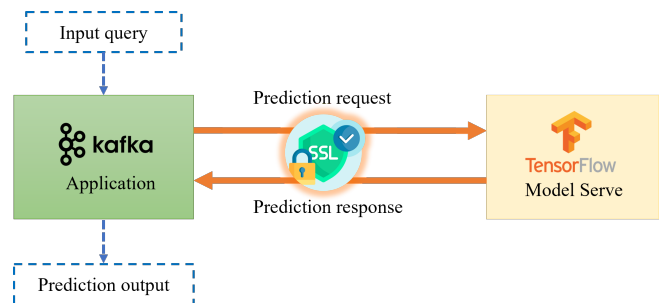 Input query
Prediction request
kafka
Application
SSL
TensorFlow
Model Serve
Prediction response
Prediction output